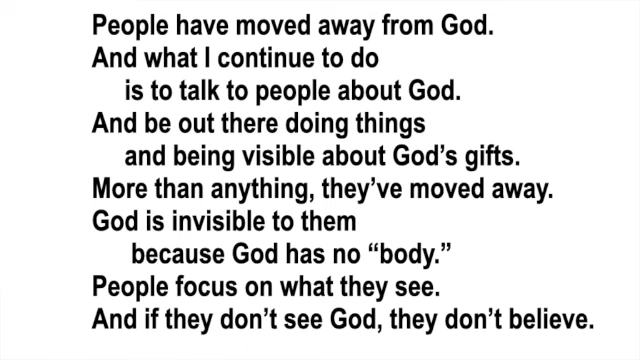 People have moved away from God.
And what I continue to do
is to talk to people about God.
And be out there doing things
and being visible about God’s gifts.
More than anything, they’ve moved away.
God is invisible to them
because God has no “body.”
People focus on what they see.
And if they don’t see God, they don’t believe.